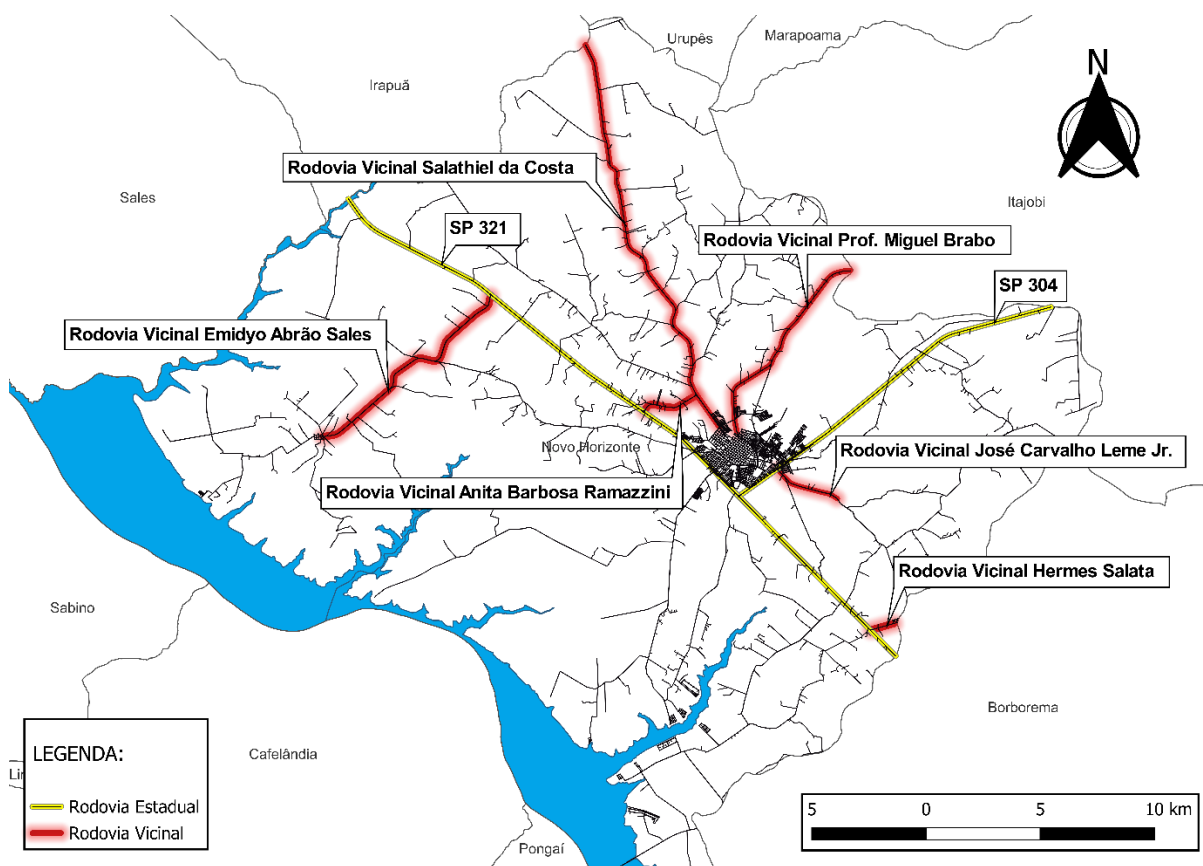 Urupês
Marapoama
N
Irapuã
Rodovia Vicinal Salathiel da Costa
Sales
Itajobi
SP 321
Rodovia Vicinal Prof. Miguel Brabo
SP 304
Rodovia Vicinal Emidyo Abrão Sales
Novo Horizonte
Rodovia Vicinal José Carvalho Leme Jr.
Rodovia Vicinal Anita Barbosa Ramazzini
Rodovia Vicinal Hermes Salata
Sabino
Borborema
LEGENDA:
Cafelândia
Lin
Rodovia Estadual
Rodovia Vicinal
5 0 5 10 km
Pongaí